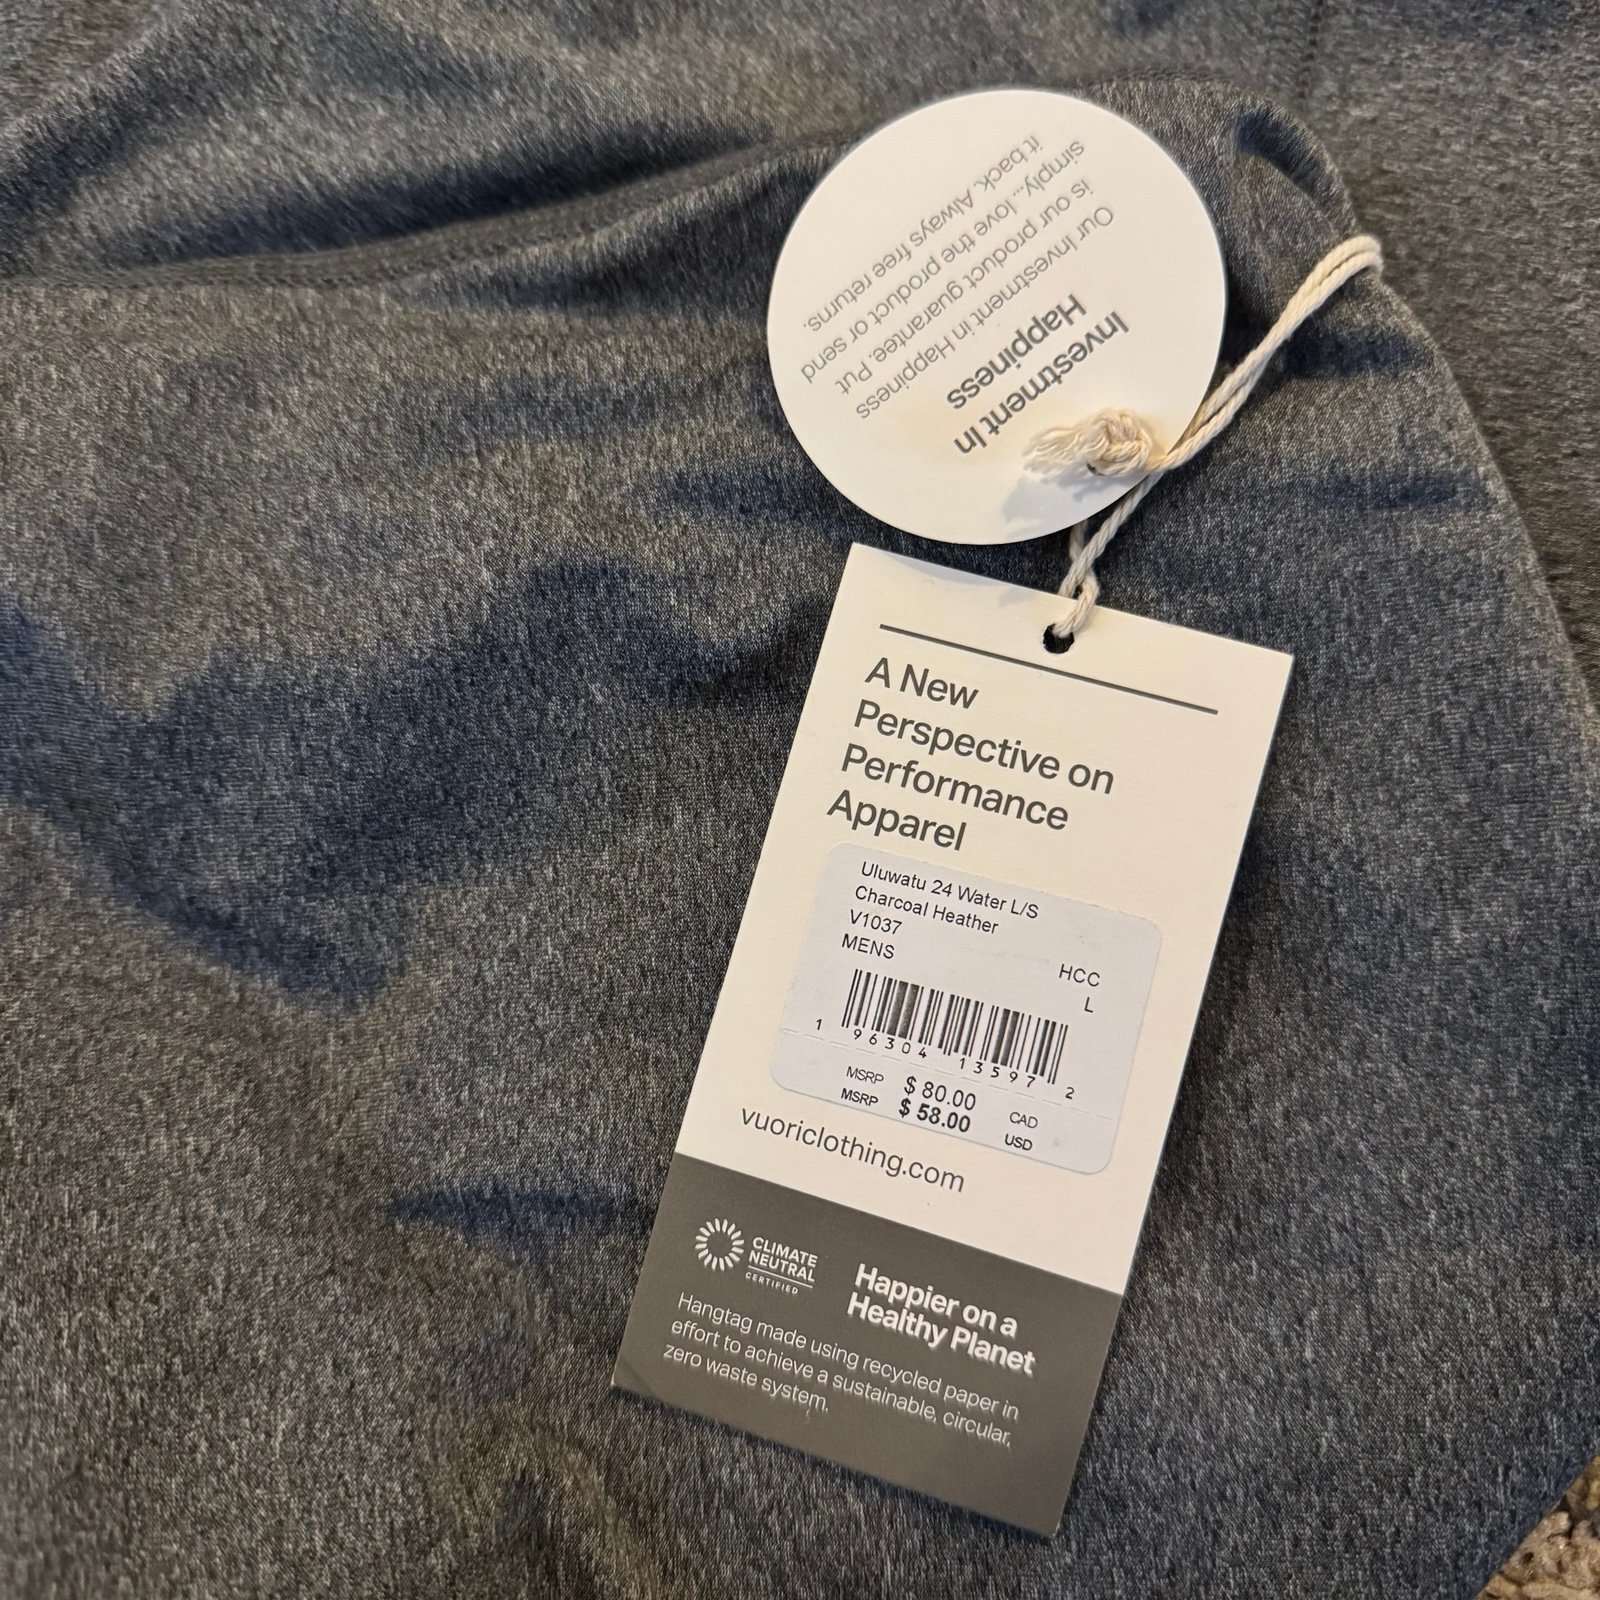 Investment In
Happiness
Our Investment in Happiness
is our product guarantee. Put
simply... love the product or send
it back. Always free returns.
A New
Perspective on
Performance
Apparel
Uluwatu 24 Water L/S
Charcoal Heather
V1037
MENS
HCC
L
1 96304 13597 2
MSRP $ 80.00 CAD
MSRP $ 58.00 USD
vuoriclothing.com
CLIMATE
NEUTRAL
CERTIFIED
Happier on a
Healthy Planet
Hangtag made using recycled paper in
effort to achieve a sustainable, circular,
zero waste system.